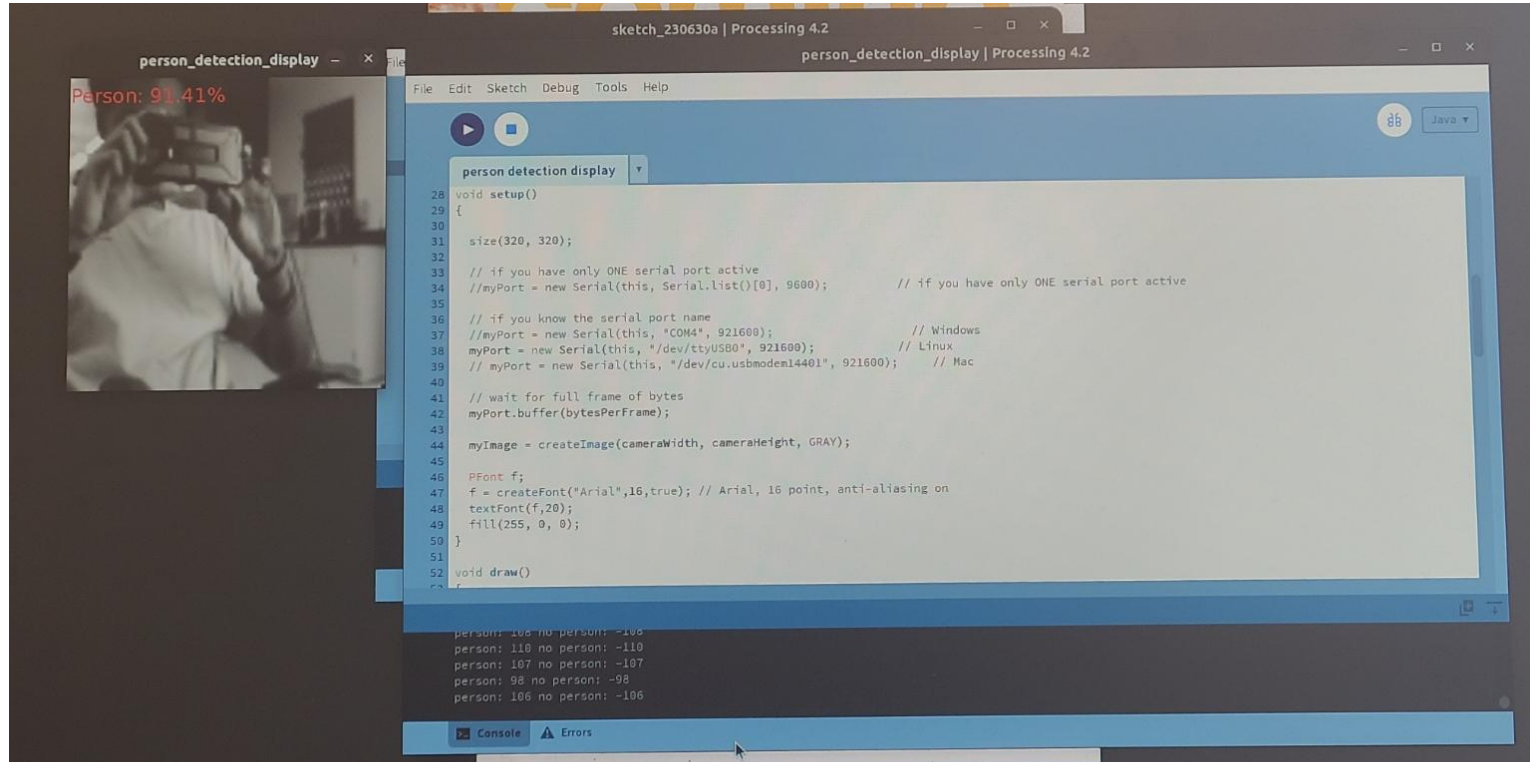 sketch_230630a | Processing 4.2
person_detection_display
File
Person: 91.41%
person_detection_display | Processing 4.2
File Edit Sketch Debug Tools Help
Java
person detection display
28 void setup()
29 {
30
31 size(320, 320);
32
33 // if you have only ONE serial port active
34 //myPort = new Serial(this, Serial.list()[0], 9600); // if you have only ONE serial port active
35
36 // if you know the serial port name
37 //myPort = new Serial(this, "COM4", 921600); // Windows
38 myPort = new Serial(this, "/dev/ttyUSB0", 921600); // Linux
39 // myPort = new Serial(this, "/dev/cu.usbmodem14401", 921600); // Mac
40
41 // wait for full frame of bytes
42 myPort.buffer(bytesPerFrame);
43
44 myImage = createImage(cameraWidth, cameraHeight, GRAY);
45
46 PFont f;
47 f = createFont("Arial",16,true); // Arial, 16 point, anti-aliasing on
48 textFont(f,20);
49 fill(255, 0, 0);
50 }
51
52 void draw()
person: 108 no person: -108
person: 110 no person: -110
person: 107 no person: -107
person: 98 no person: -98
person: 106 no person: -106
Console Errors